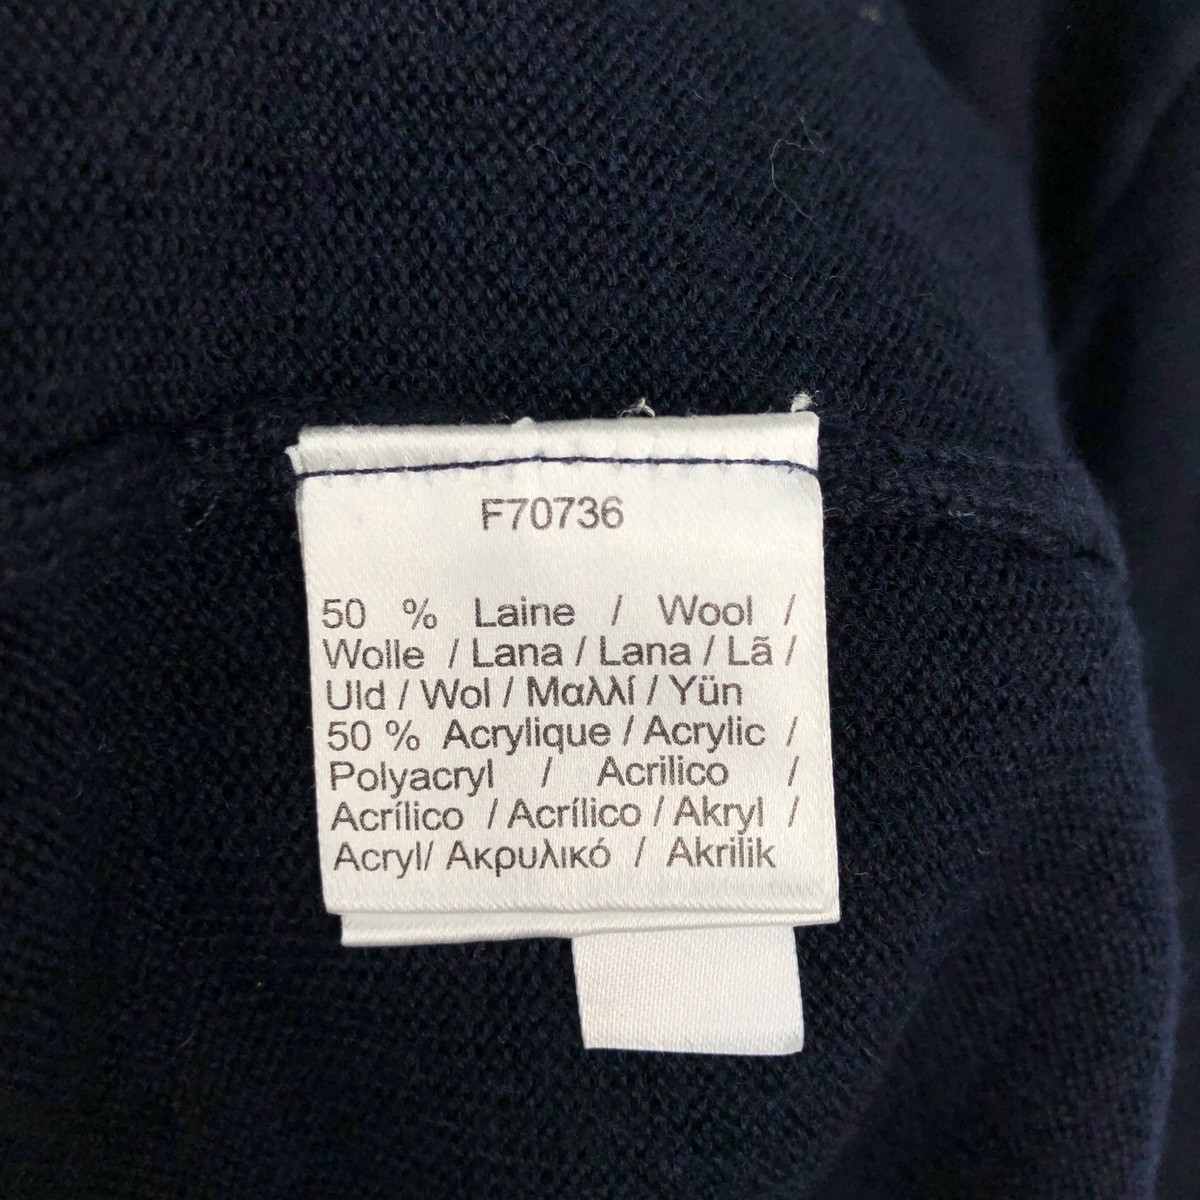 F70736
50 % Laine / Wool /
Wolle / Lana / Lana / Lã /
Uld / Wol / Μαλλί / Yün
50 % Acrylique / Acrylic /
Polyacryl / Acrilico /
Acrílico / Acrílico / Akryl /
Acryl/ Ακρυλικό / Akrilik